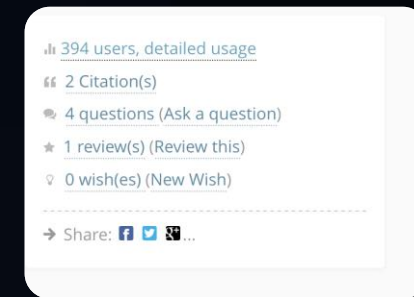 394 users, detailed usage
2 Citation(s)
4 questions (Ask a question)
1 review(s) (Review this)
0 wish(es) (New Wish)
Share: ...